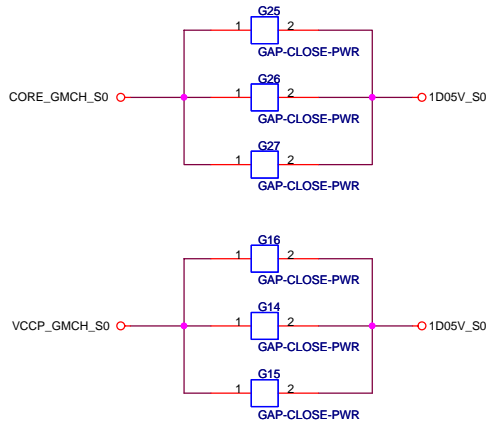 G25
1 2
GAP-CLOSE-PWR
G26
CORE_GMCH_S0 1 2 1D05V_S0
GAP-CLOSE-PWR
G27
1 2
GAP-CLOSE-PWR
G16
1 2
GAP-CLOSE-PWR
G14
VCCP_GMCH_S0 1 2 1D05V_S0
GAP-CLOSE-PWR
G15
1 2
GAP-CLOSE-PWR